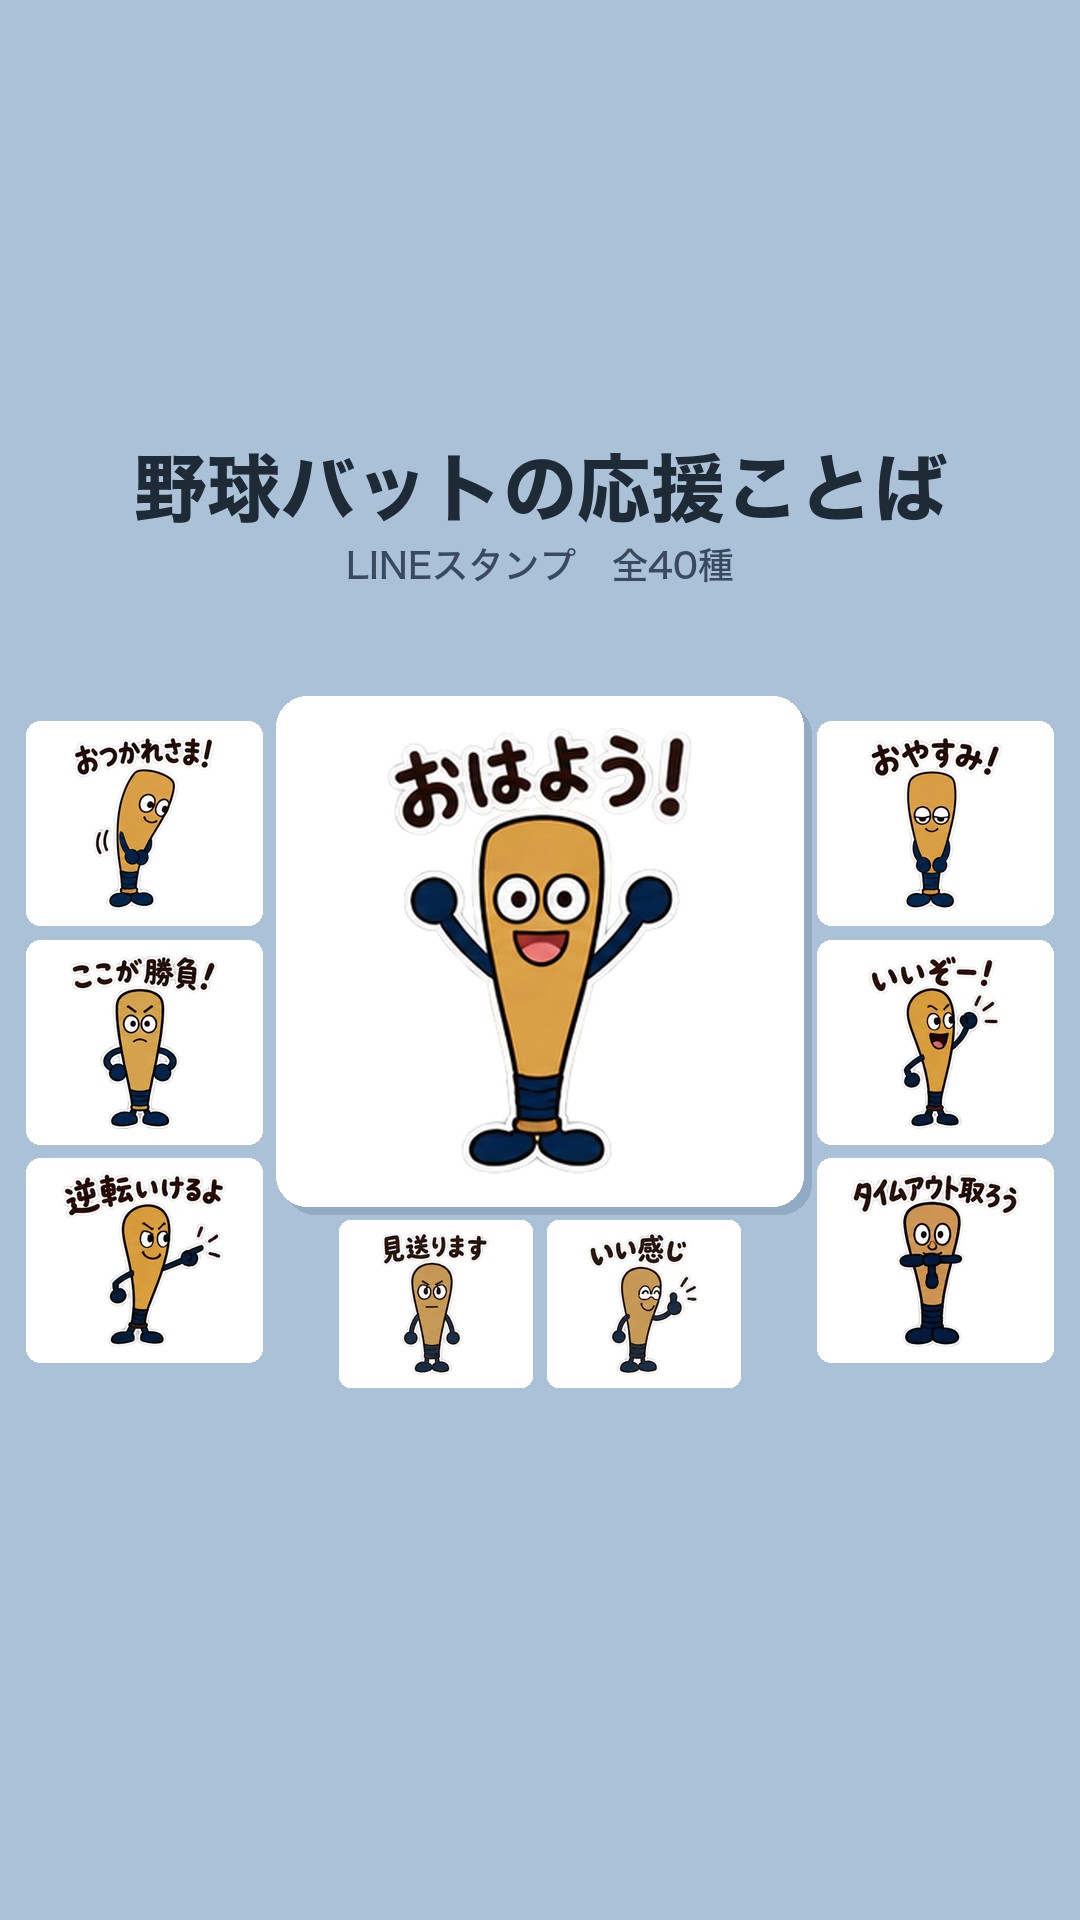 野球バットの応援ことば
LINEスタンプ　全40種
おつかれさま!
おはよう!
おやすみ!
ここが勝負!
いいぞー!
逆転いけるよ
タイムアウト取ろう
見送ります
いい感じ